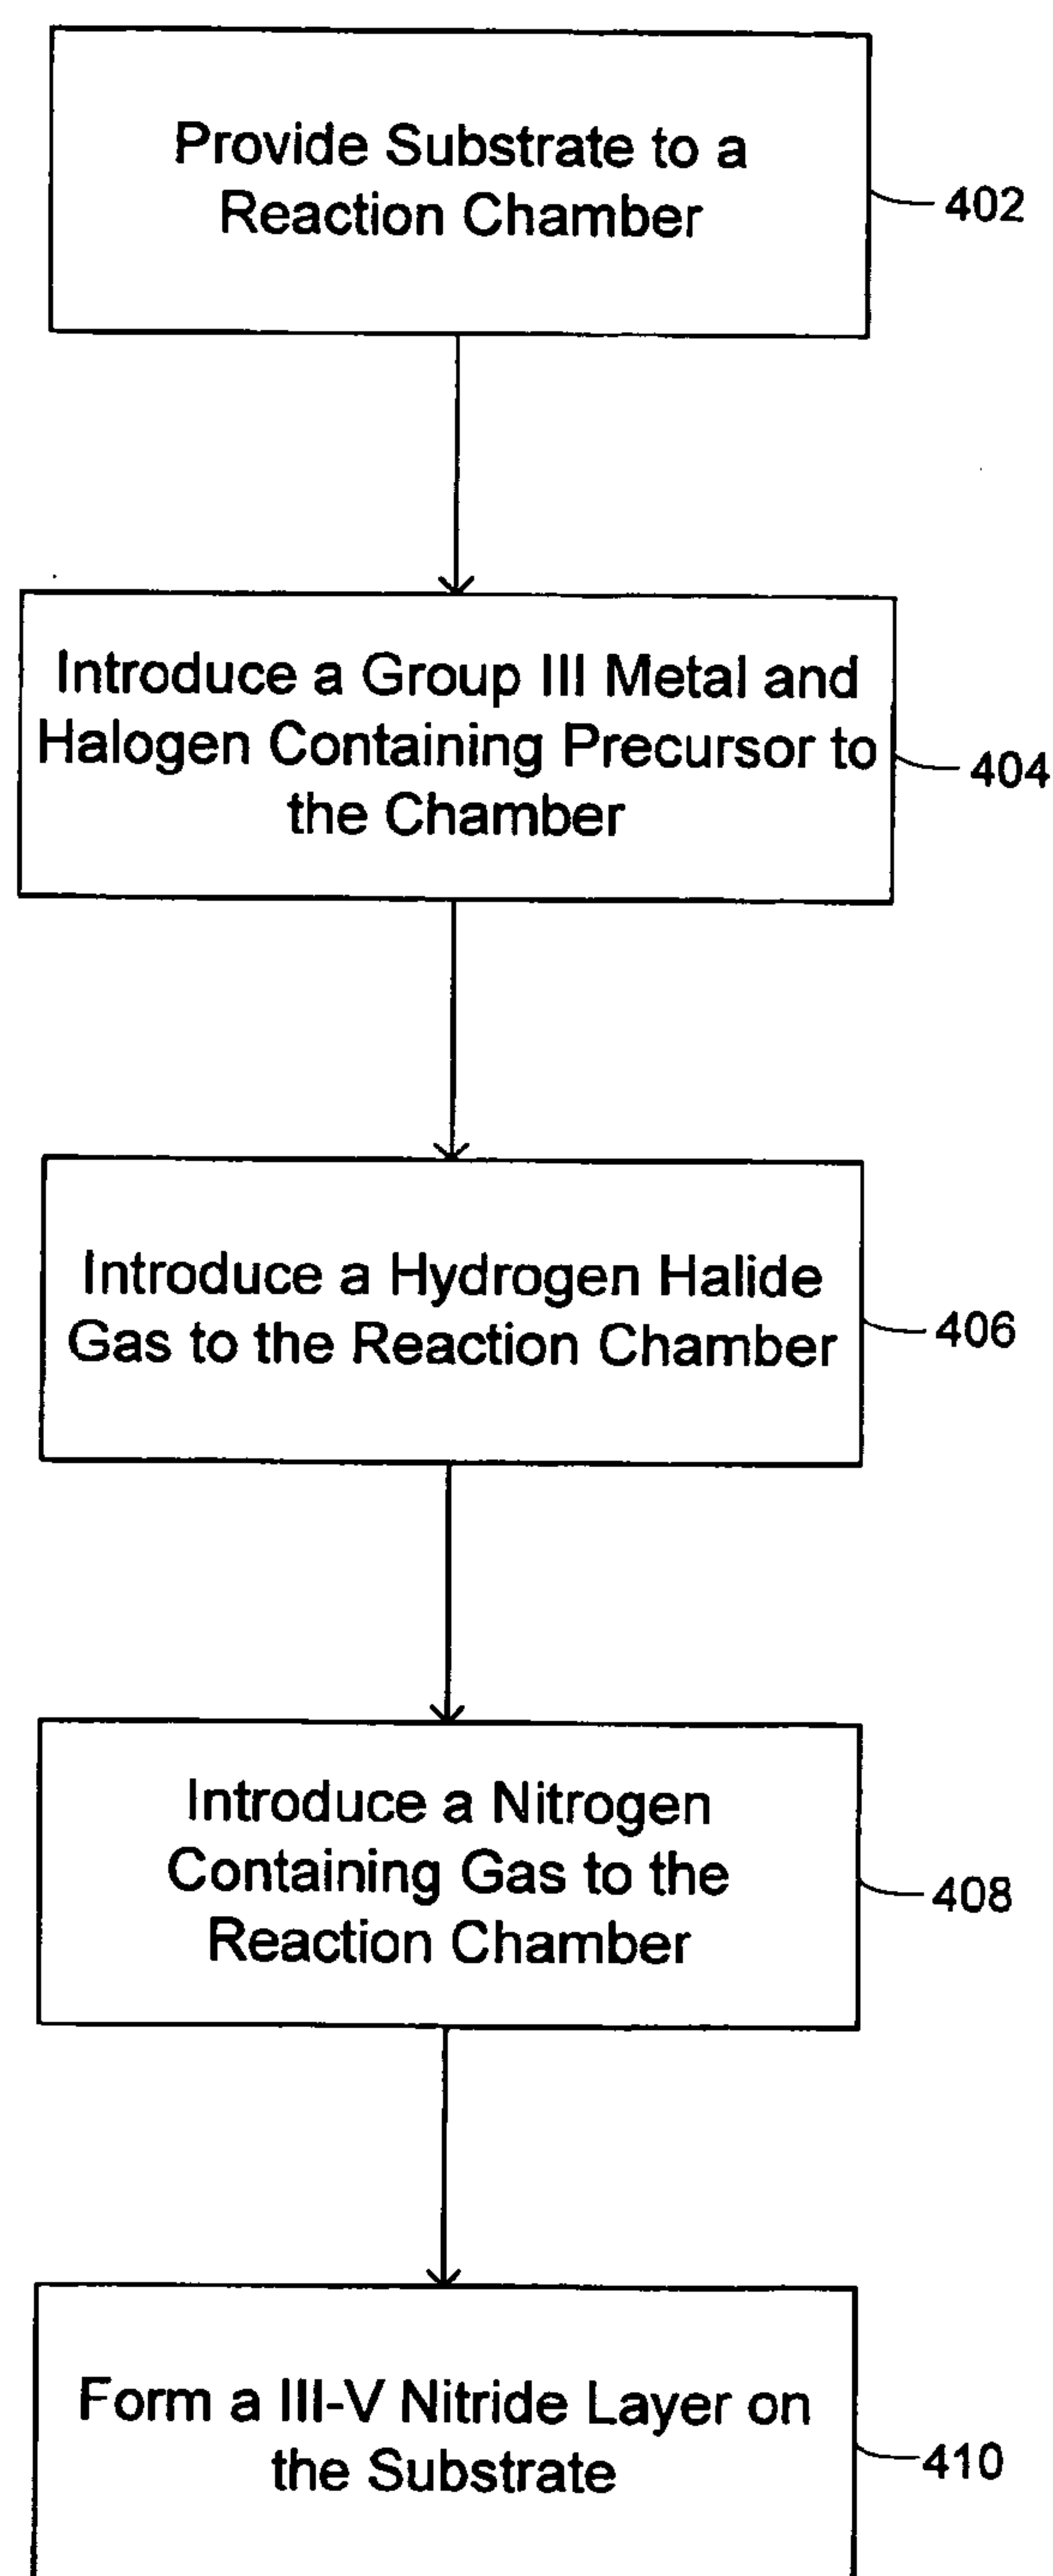 Provide Substrate to a
Reaction Chamber
402
Introduce a Group III Metal and
Halogen Containing Precursor to
the Chamber
404
Introduce a Hydrogen Halide
Gas to the Reaction Chamber
406
Introduce a Nitrogen
Containing Gas to the
Reaction Chamber
408
Form a III-V Nitride Layer on
the Substrate
410